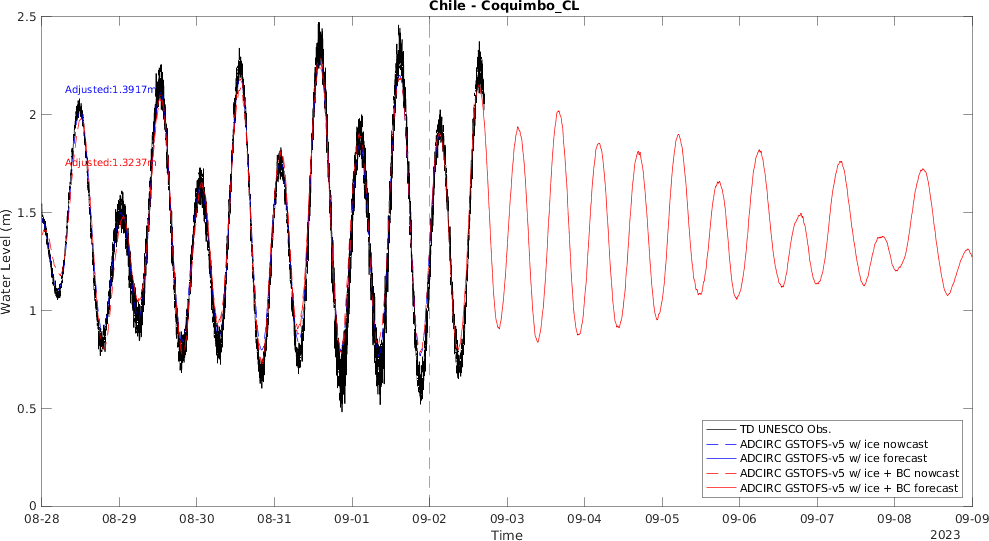 Chile - Coquimbo_CL
2.5
2
1.5
1
0.5
0
Water Level (m)
Adjusted:1.3917m
Adjusted:1.3237m
TD UNESCO Obs.
ADCIRC GSTOFS-v5 w/ ice nowcast
ADCIRC GSTOFS-v5 w/ ice forecast
ADCIRC GSTOFS-v5 w/ ice + BC nowcast
ADCIRC GSTOFS-v5 w/ ice + BC forecast
08-28 08-29 08-30 08-31 09-01 09-02 09-03 09-04 09-05 09-06 09-07 09-08 09-09
Time
2023